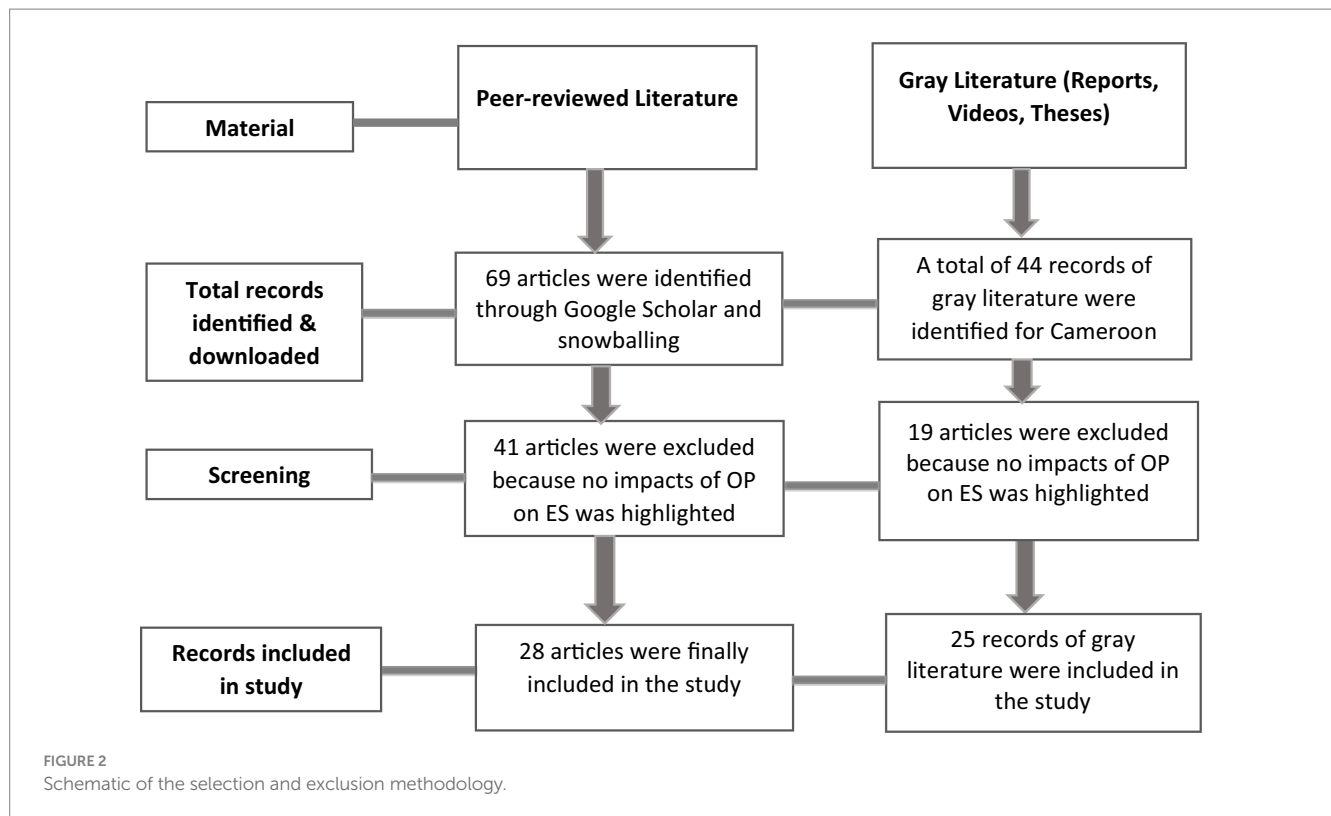 Material
Peer-reviewed Literature
Gray Literature (Reports,
Videos, Theses)
Total records
identified &
downloaded
69 articles were identified
through Google Scholar and
snowballing
A total of 44 records of
gray literature were
identified for Cameroon
Screening
41 articles were excluded
because no impacts of OP
on ES was highlighted
19 articles were excluded
because no impacts of OP
on ES was highlighted
Records included
in study
28 articles were finally
included in the study
25 records of gray
literature were included in
the study
FIGURE 2
Schematic of the selection and exclusion methodology.